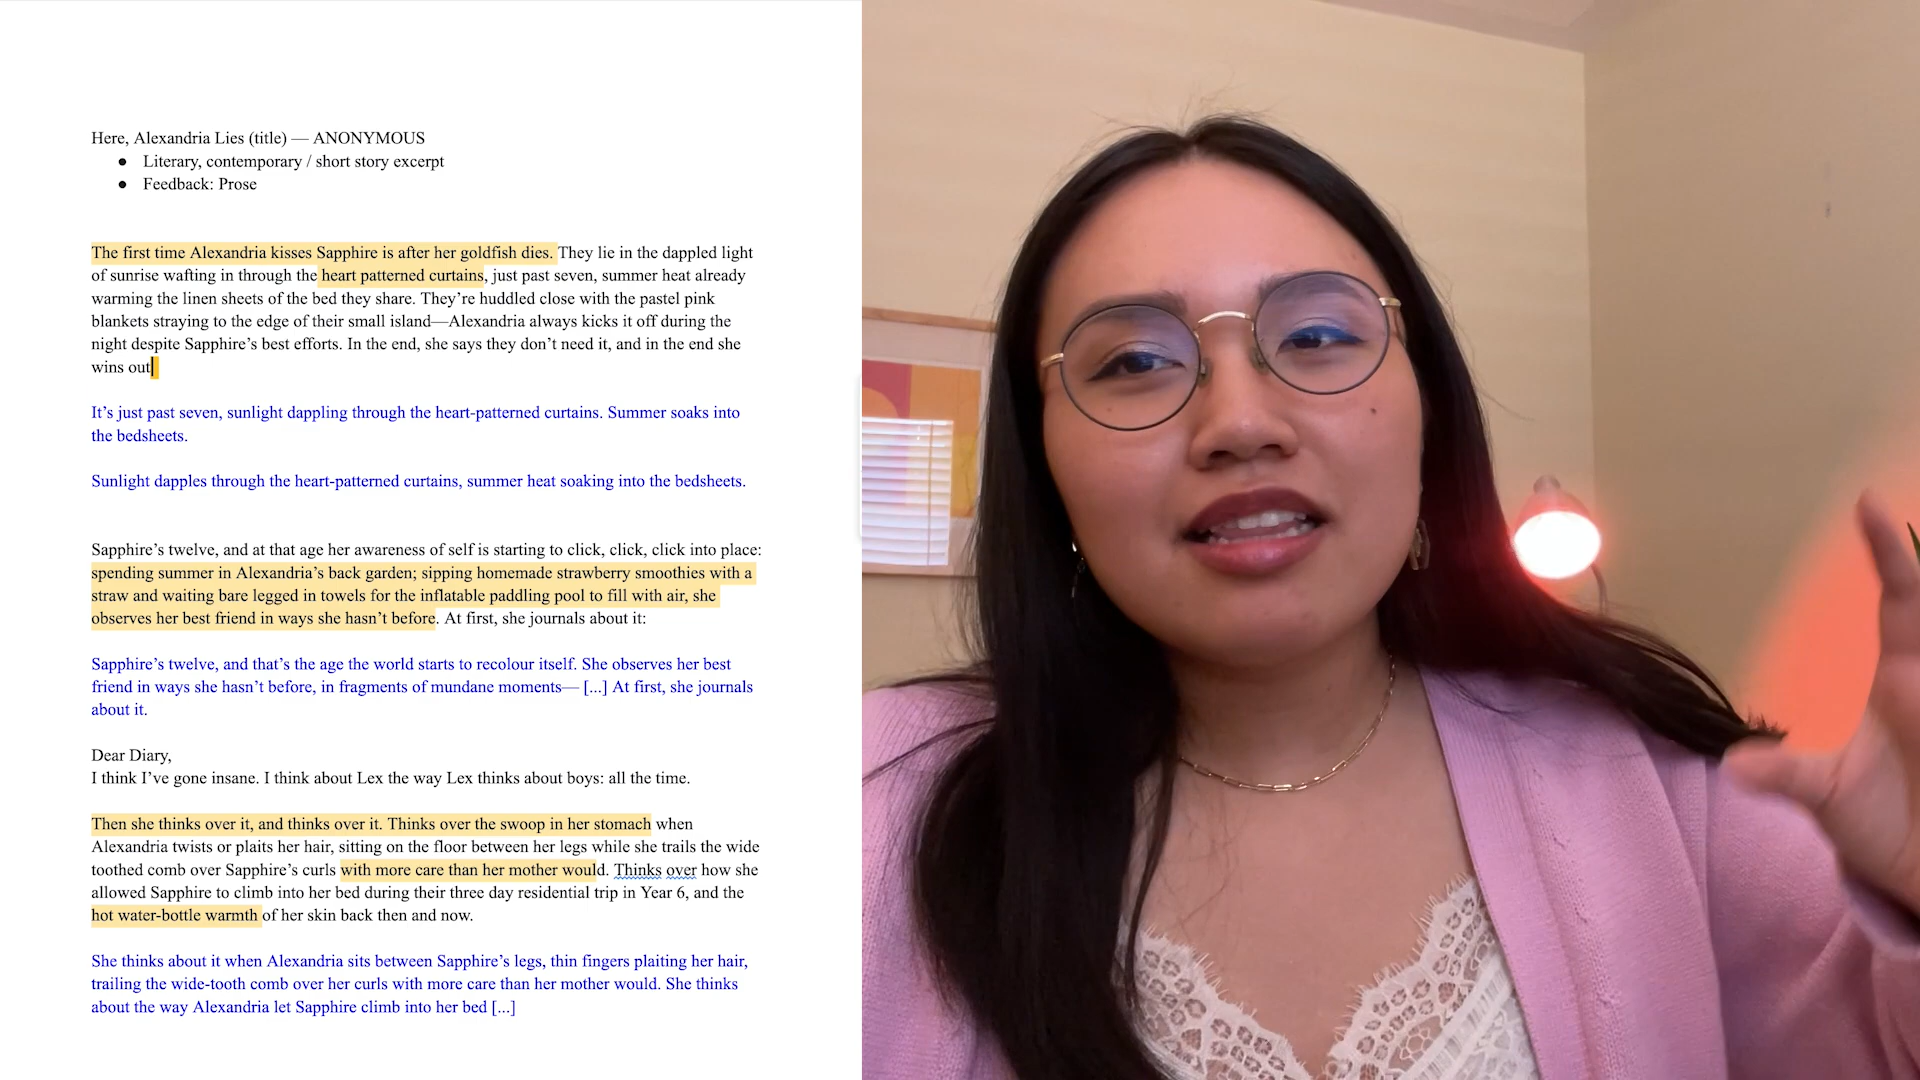 Here, Alexandria Lies (title) — ANONYMOUS
● Literary, contemporary / short story excerpt
● Feedback: Prose
The first time Alexandria kisses Sapphire is after her goldfish dies. They lie in the dappled light
of sunrise wafting in through the heart patterned curtains, just past seven, summer heat already
warming the linen sheets of the bed they share. They’re huddled close with the pastel pink
blankets straying to the edge of their small island—Alexandria always kicks it off during the
night despite Sapphire’s best efforts. In the end, she says they don’t need it, and in the end she
wins out
It’s just past seven, sunlight dappling through the heart-patterned curtains. Summer soaks into
the bedsheets.
Sunlight dapples through the heart-patterned curtains, summer heat soaking into the bedsheets.
Sapphire’s twelve, and at that age her awareness of self is starting to click, click, click into place:
spending summer in Alexandria’s back garden; sipping homemade strawberry smoothies with a
straw and waiting bare legged in towels for the inflatable paddling pool to fill with air, she
observes her best friend in ways she hasn’t before. At first, she journals about it:
Sapphire’s twelve, and that’s the age the world starts to recolour itself. She observes her best
friend in ways she hasn’t before, in fragments of mundane moments— [...] At first, she journals
about it.
Dear Diary,
I think I’ve gone insane. I think about Lex the way Lex thinks about boys: all the time.
Then she thinks over it, and thinks over it. Thinks over the swoop in her stomach when
Alexandria twists or plaits her hair, sitting on the floor between her legs while she trails the wide
toothed comb over Sapphire’s curls with more care than her mother would. Thinks over how she
allowed Sapphire to climb into her bed during their three day residential trip in Year 6, and the
hot water-bottle warmth of her skin back then and now.
She thinks about it when Alexandria sits between Sapphire’s legs, thin fingers plaiting her hair,
trailing the wide-tooth comb over her curls with more care than her mother would. She thinks
about the way Alexandria let Sapphire climb into her bed [...]